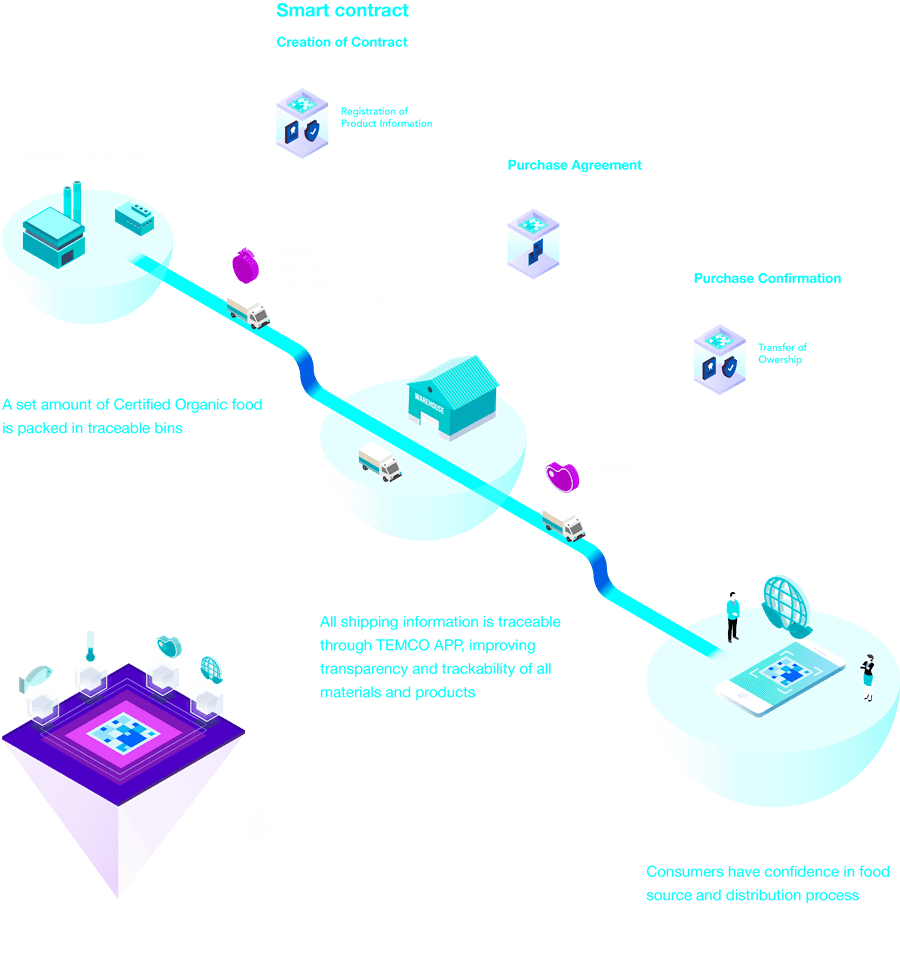 Smart contract
Creation of Contract
Registration of
Product Information
Purchase Agreement
Purchase Confirmation
Transfer of
Owership
WAREHOUSE
A set amount of Certified Organic food
is packed in traceable bins
All shipping information is traceable
through TEMCO APP, improving
transparency and trackability of all
materials and products
Consumers have confidence in food
source and distribution process